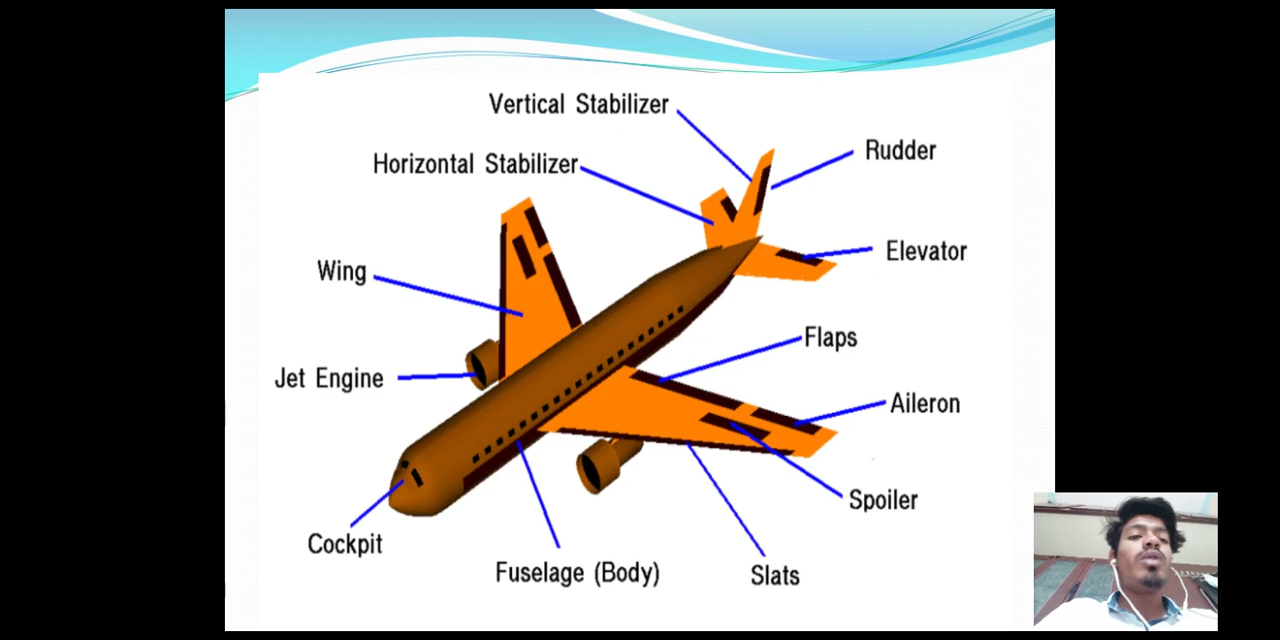 Vertical Stabilizer
Rudder
Horizontal Stabilizer
Elevator
Wing
Flaps
Jet Engine
Aileron
Spoiler
Cockpit
Fuselage (Body)
Slats